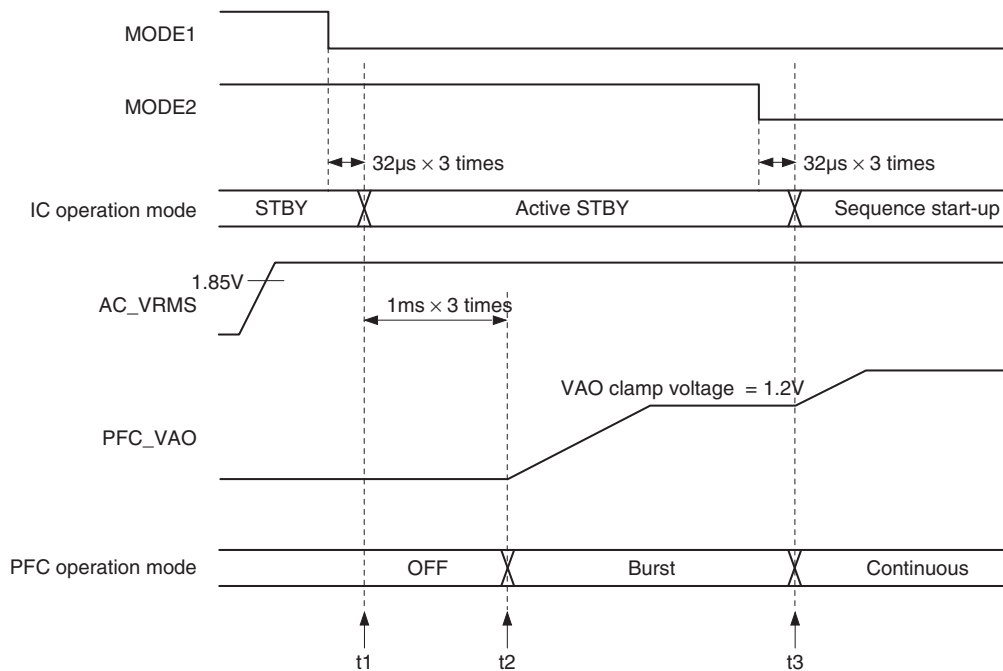 MODE1
MODE2
32μs × 3 times 32μs × 3 times
IC operation mode STBY Active STBY Sequence start-up
1.85V
AC_VRMS
1ms × 3 times
VAO clamp voltage = 1.2V
PFC_VAO
PFC operation mode OFF Burst Continuous
t1 t2 t3